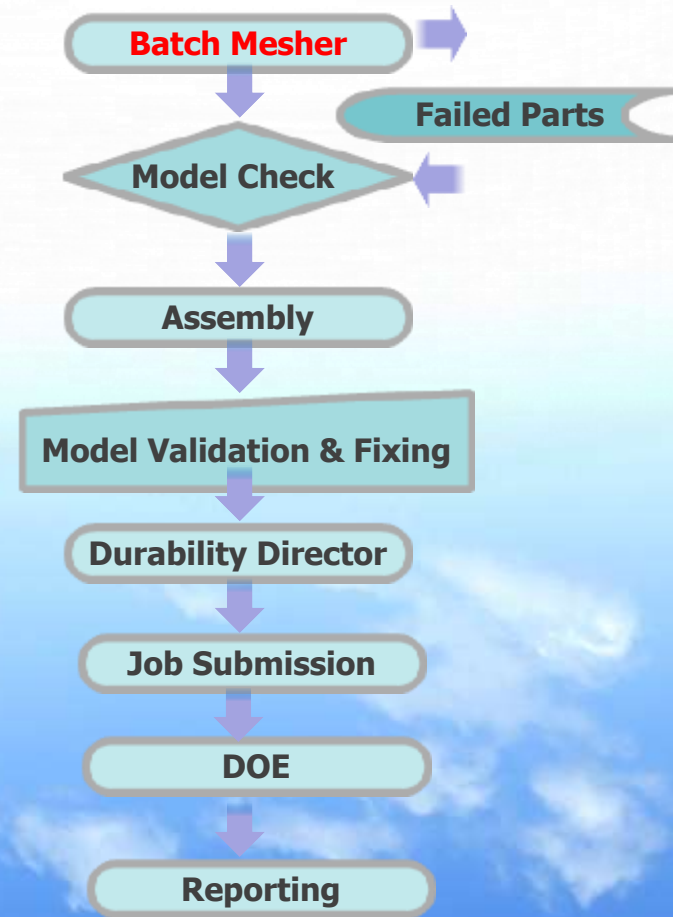 Batch Mesher
Failed Parts
Model Check
Assembly
Model Validation & Fixing
Durability Director
Job Submission
DOE
Reporting